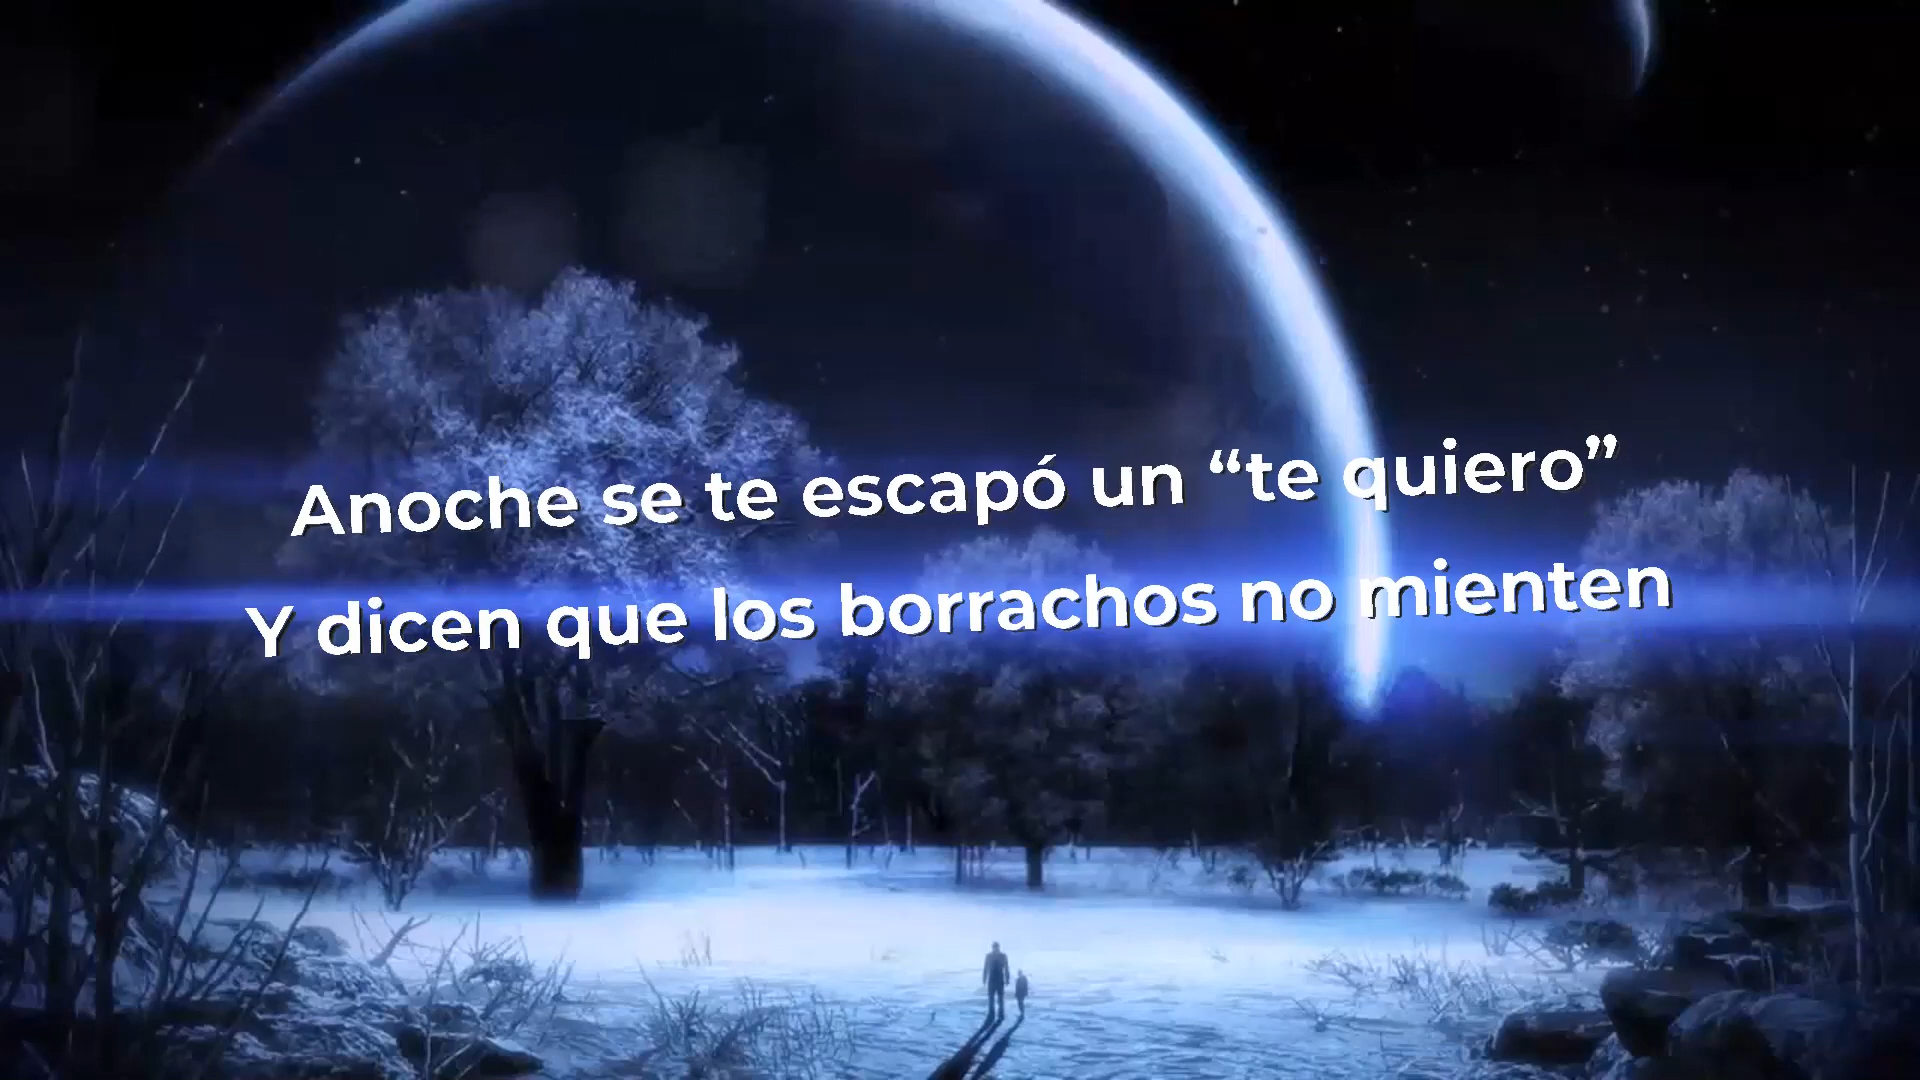 Anoche se te escapó un “te quiero”
Y dicen que los borrachos no mienten